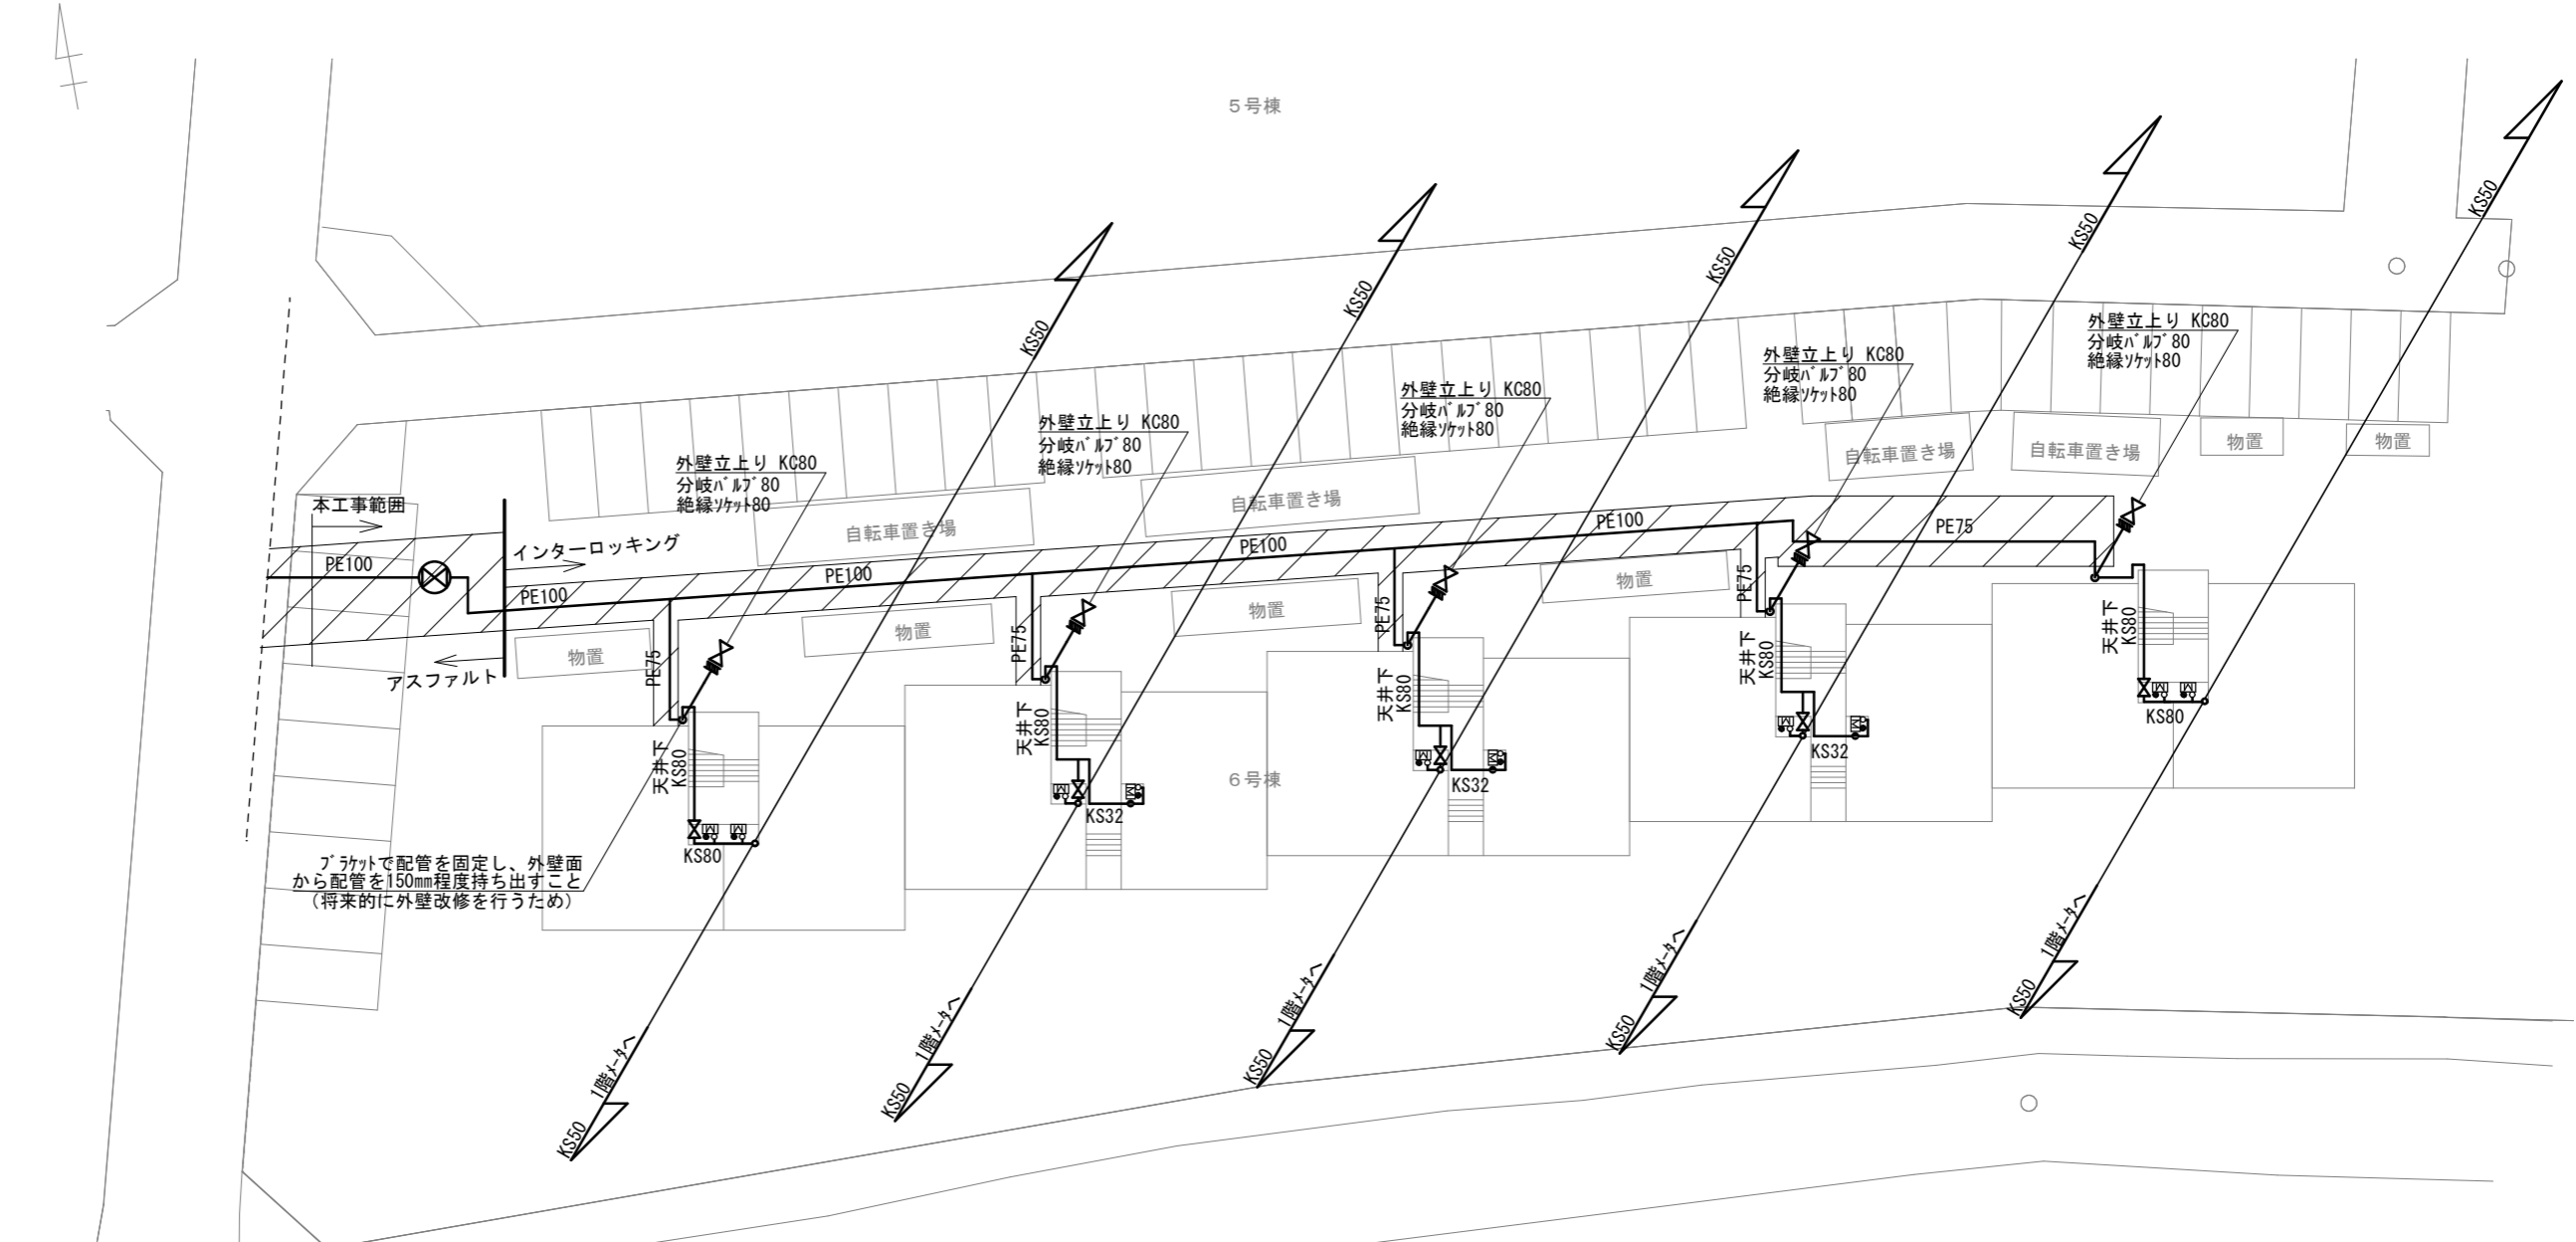 ５号棟
KS50
KS50
KS50
KS50
KS50
外壁立上り KC80
分岐ﾊﾞﾙﾌﾞ80
絶縁ｿｹｯﾄ80
外壁立上り KC80
分岐ﾊﾞﾙﾌﾞ80
絶縁ｿｹｯﾄ80
外壁立上り KC80
分岐ﾊﾞﾙﾌﾞ80
絶縁ｿｹｯﾄ80
外壁立上り KC80
分岐ﾊﾞﾙﾌﾞ80
絶縁ｿｹｯﾄ80
外壁立上り KC80
分岐ﾊﾞﾙﾌﾞ80
絶縁ｿｹｯﾄ80
自転車置き場
自転車置き場
自転車置き場
自転車置き場
物置
物置
本工事範囲
インターロッキング
アスファルト
PE100
PE100
PE100
PE100
PE100
PE75
物置
物置
物置
物置
PE75
PE75
PE75
PE75
天井下
KS80
天井下
KS80
天井下
KS80
天井下
KS80
天井下
KS80
M
M
M
M
M
M
M
M
M
M
KS80
KS32
KS32
KS32
KS80
６号棟
ﾌﾞﾗｹｯﾄで配管を固定し、外壁面
から配管を150mm程度持ち出すこと
（将来的に外壁改修を行うため）
1階ﾒｰﾀへ
KS50
1階ﾒｰﾀへ
KS50
1階ﾒｰﾀへ
KS50
1階ﾒｰﾀへ
KS50
1階ﾒｰﾀへ
KS50